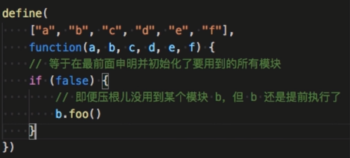 define(
["a", "b", "c", "d", "e", "f"],
function(a, b, c, d, e, f) {
// 等于在最前面申明并初始化了要用到的所有模块
if (false) {
// 即便压根儿没用到某个模块 b，但 b 还是提前执行了
b.foo()
}
})